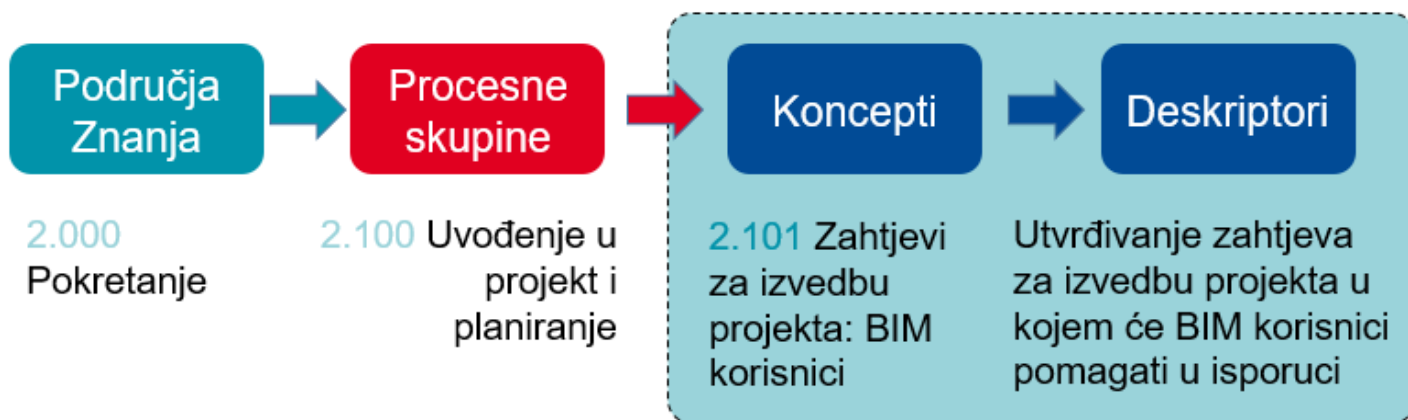 Područja
Znanja
Procesne
skupine
Koncepti
Deskriptori
2.000
Pokretanje
2.100 Uvođenje u
projekt i
planiranje
2.101 Zahtjevi
za izvedbu
projekta: BIM
korisnici
Utvrđivanje zahtjeva
za izvedbu projekta u
kojem će BIM korisnici
pomagati u isporuci